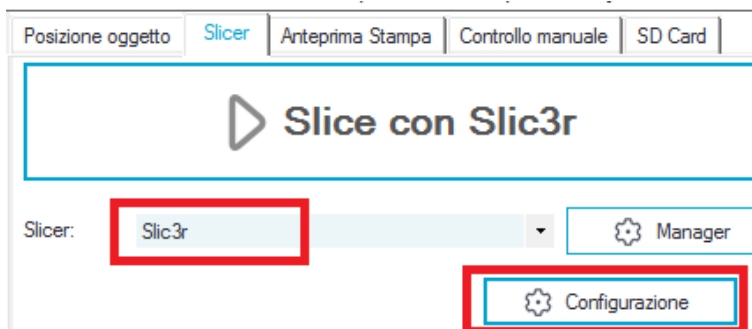 Posizione oggetto Slicer Anteprima Stampa Controllo manuale SD Card
Slice con Slic3r
Slicer: Slic3r Manager
Configurazione